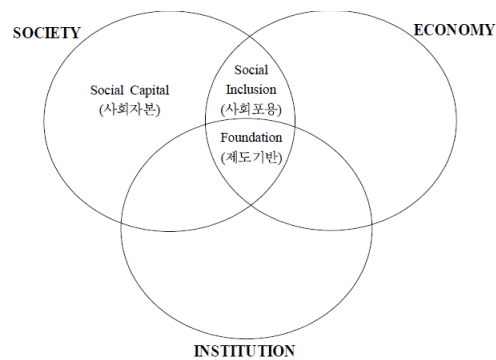 SOCIETY
ECONOMY
Social Capital
(사회자본)
Social
Inclusion
(사회포용)
Foundation
(제도기반)
INSTITUTION